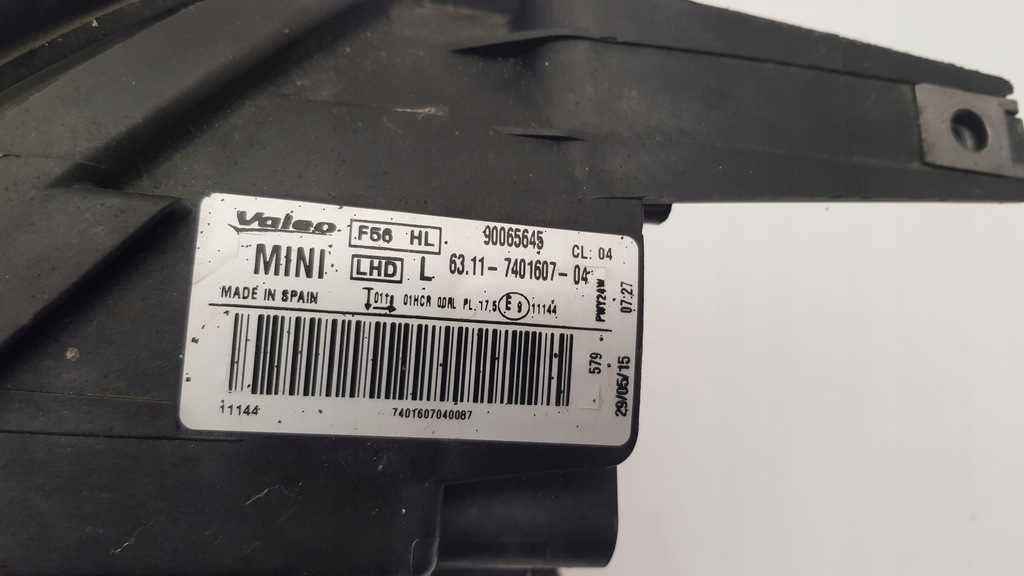 Valeo F56 HL 90065645 CL: 04
MINI LHD L 63.11-7401607-04
MADE IN SPAIN 01HCR 00RL PL:17,5 E9 11144
PWY24W 07:27
579 29/05/15
11144 7401607040087